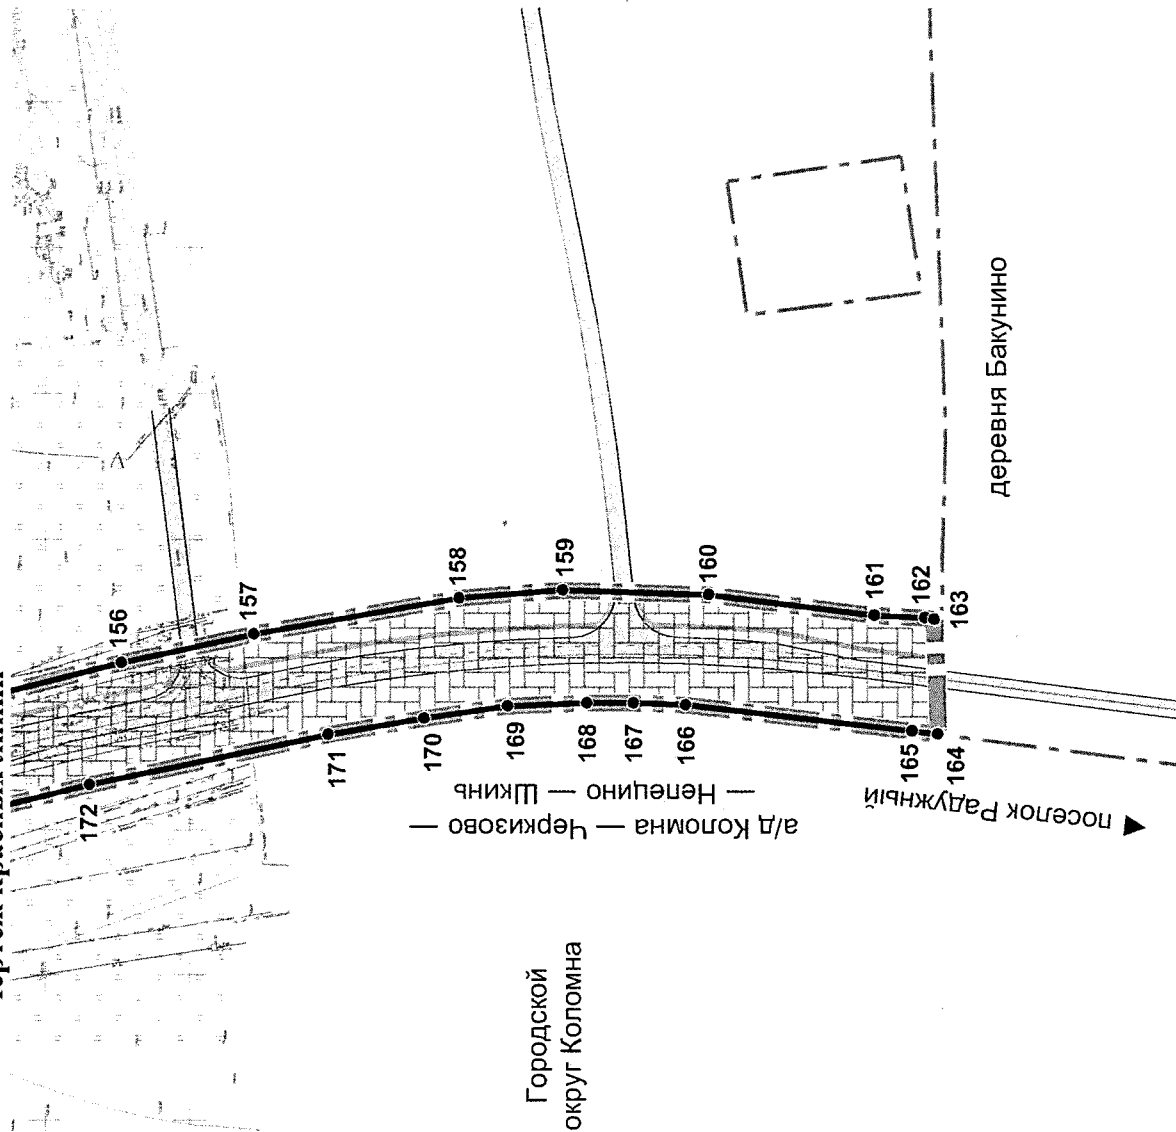 156
157
158
159
160
161
162
163
164
165
166
167
168
169
170
171
172
а/д Коломна — Черкизово —
— Непецино — Шкинь
поселок Радужный
деревня Бакунино
Городской
округ Коломна